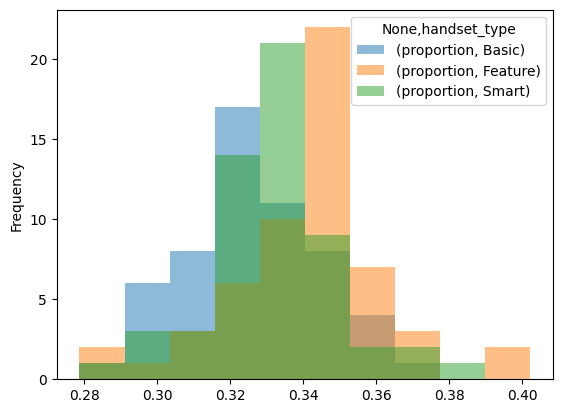 None,handset_type
(proportion, Basic)
(proportion, Feature)
(proportion, Smart)
Frequency
20
15
10
5
0
0.28 0.30 0.32 0.34 0.36 0.38 0.40